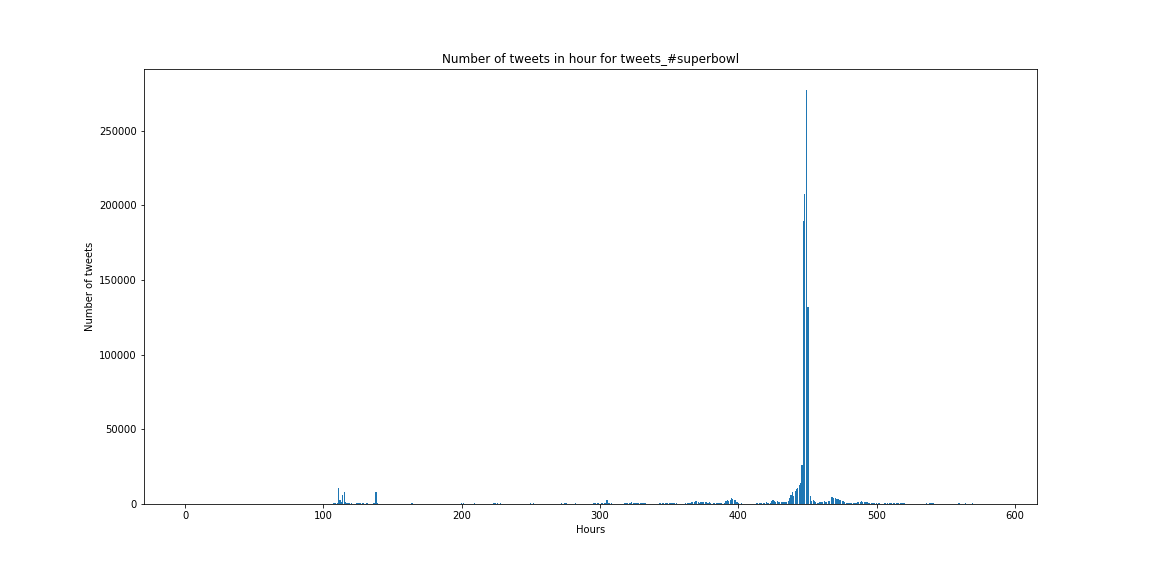 Number of tweets in hour for tweets_#superbowl
250000
200000
150000
100000
50000
0
Number of tweets
0 100 200 300 400 500 600
Hours